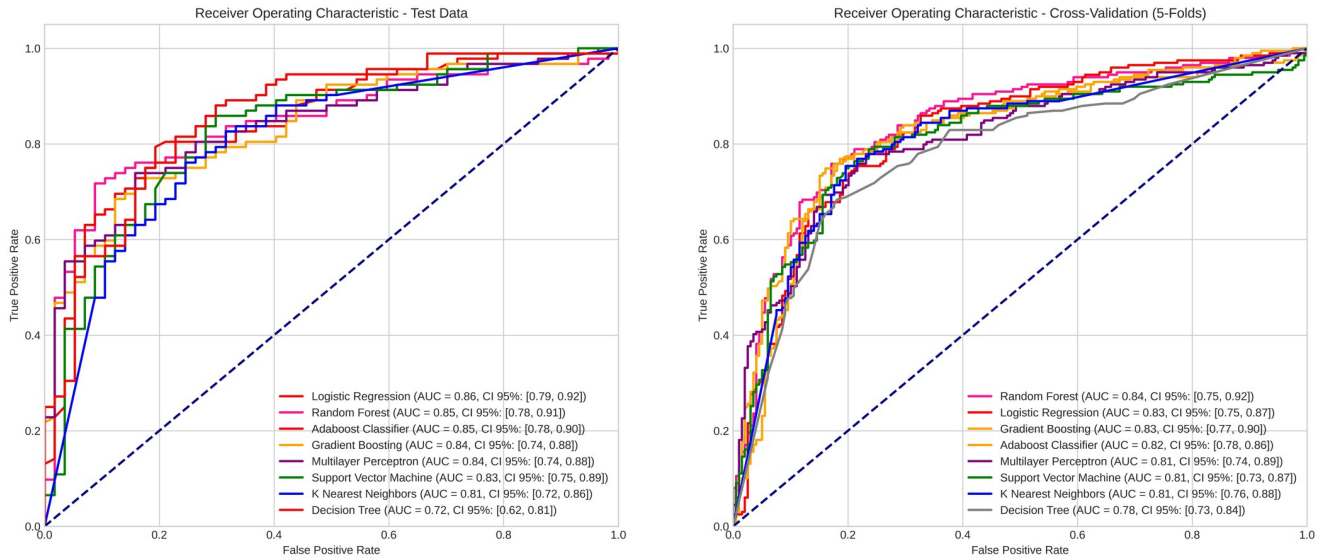 Receiver Operating Characteristic - Test Data
1.0
0.8
0.6
0.4
0.2
0.0
True Positive Rate
Logistic Regression (AUC = 0.86, CI 95%: [0.79, 0.92])
Random Forest (AUC = 0.85, CI 95%: [0.78, 0.91])
Adaboost Classifier (AUC = 0.85, CI 95%: [0.78, 0.90])
Gradient Boosting (AUC = 0.84, CI 95%: [0.74, 0.88])
Multilayer Perceptron (AUC = 0.84, CI 95%: [0.74, 0.88])
Support Vector Machine (AUC = 0.83, CI 95%: [0.75, 0.89])
K Nearest Neighbors (AUC = 0.81, CI 95%: [0.72, 0.86])
Decision Tree (AUC = 0.72, CI 95%: [0.62, 0.81])
0.0 0.2 0.4 0.6 0.8 1.0
False Positive Rate
Receiver Operating Characteristic - Cross-Validation (5-Folds)
1.0
0.8
0.6
0.4
0.2
0.0
True Positive Rate
Random Forest (AUC = 0.84, CI 95%: [0.75, 0.92])
Logistic Regression (AUC = 0.83, CI 95%: [0.75, 0.87])
Gradient Boosting (AUC = 0.83, CI 95%: [0.77, 0.90])
Adaboost Classifier (AUC = 0.82, CI 95%: [0.78, 0.86])
Multilayer Perceptron (AUC = 0.81, CI 95%: [0.74, 0.89])
Support Vector Machine (AUC = 0.81, CI 95%: [0.73, 0.87])
K Nearest Neighbors (AUC = 0.81, CI 95%: [0.76, 0.88])
Decision Tree (AUC = 0.78, CI 95%: [0.73, 0.84])
0.0 0.2 0.4 0.6 0.8 1.0
False Positive Rate